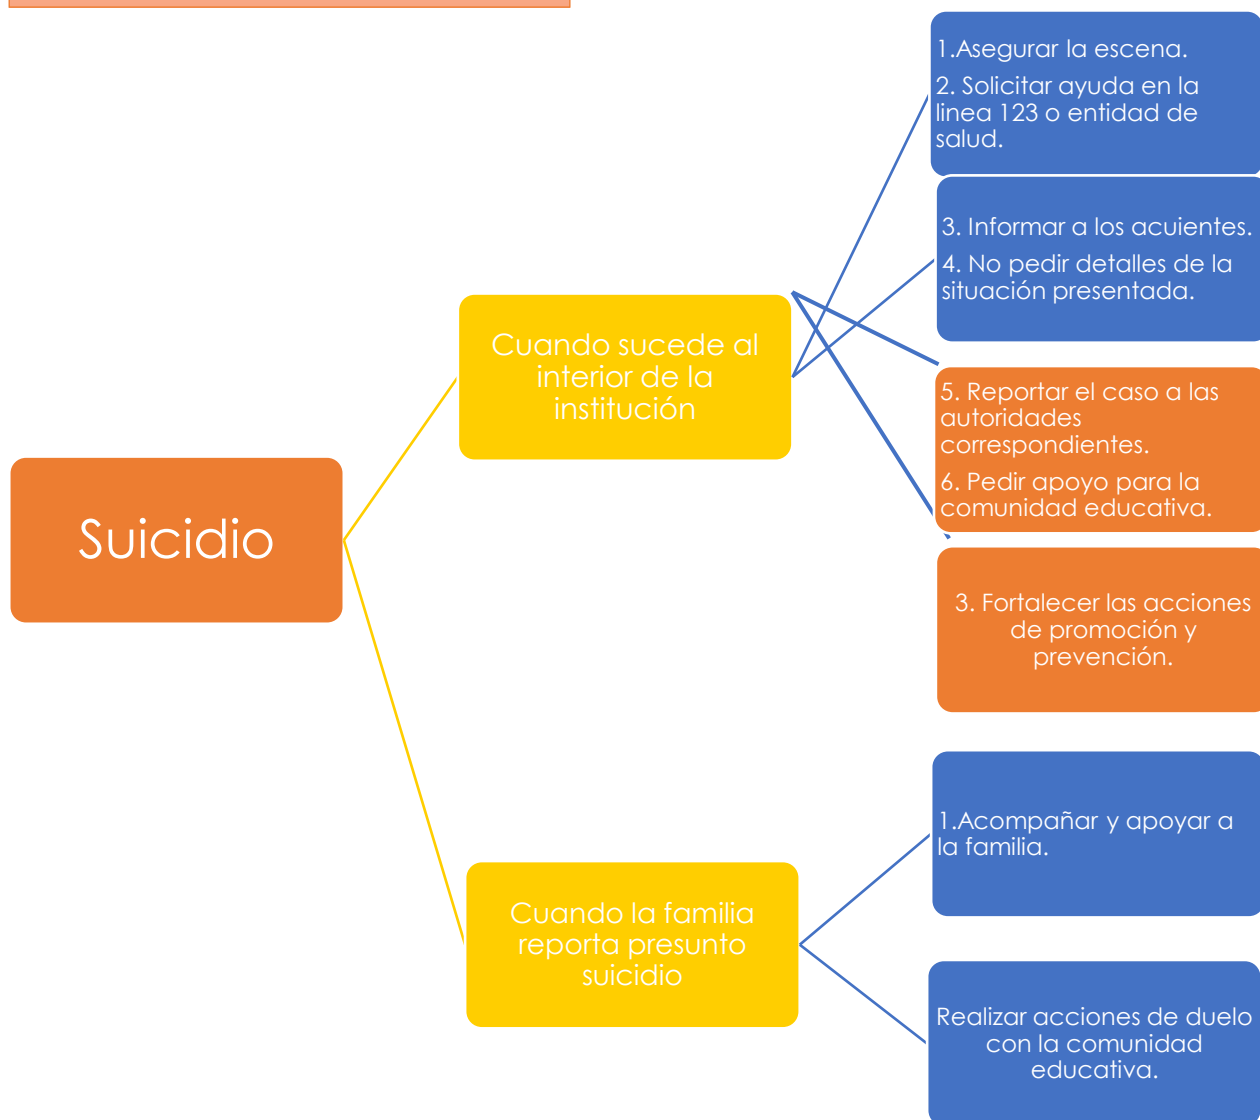 Suicidio
Cuando sucede al
interior de la
institución
1.Asegurar la escena.
2. Solicitar ayuda en la
linea 123 o entidad de
salud.
3. Informar a los acuientes.
4. No pedir detalles de la
situación presentada.
5. Reportar el caso a las
autoridades
correspondientes.
6. Pedir apoyo para la
comunidad educativa.
3. Fortalecer las acciones
de promoción y
prevención.
Cuando la familia
reporta presunto
suicidio
1.Acompañar y apoyar a
la familia.
Realizar acciones de duelo
con la comunidad
educativa.